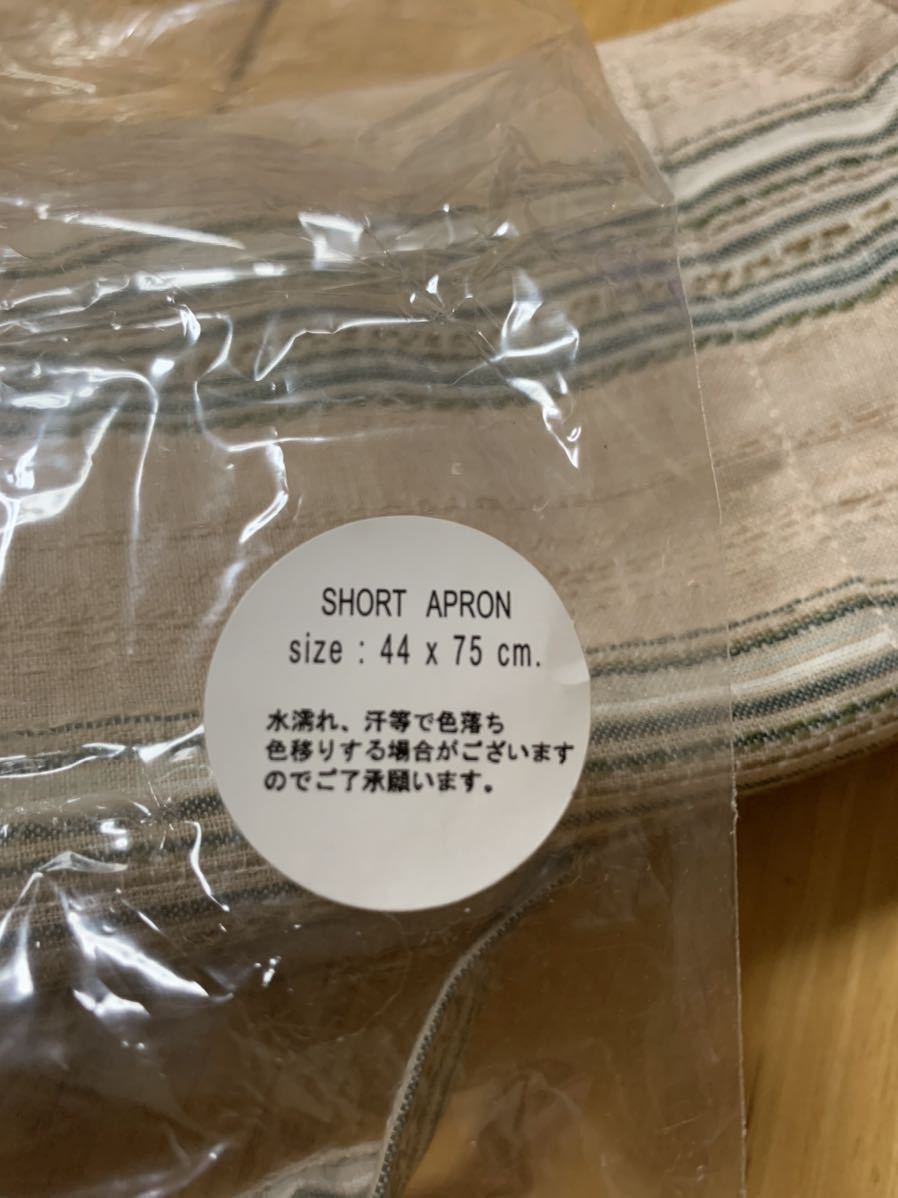 SHORT APRON
size : 44 x 75 cm.
水濡れ、汗等で色落ち
色移りする場合がございます
のでご了承願います。